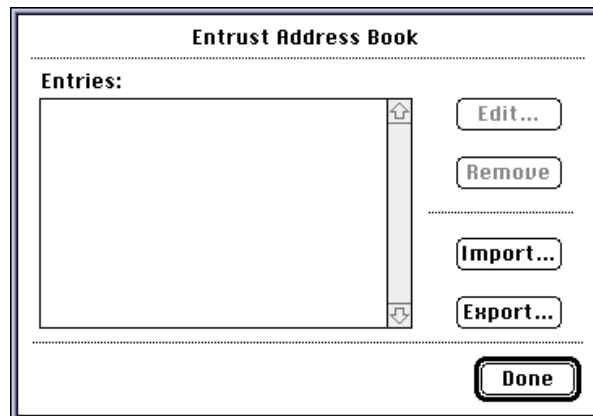 Entrust Address Book
Entries:
Edit...
Remove
Import...
Export...
Done